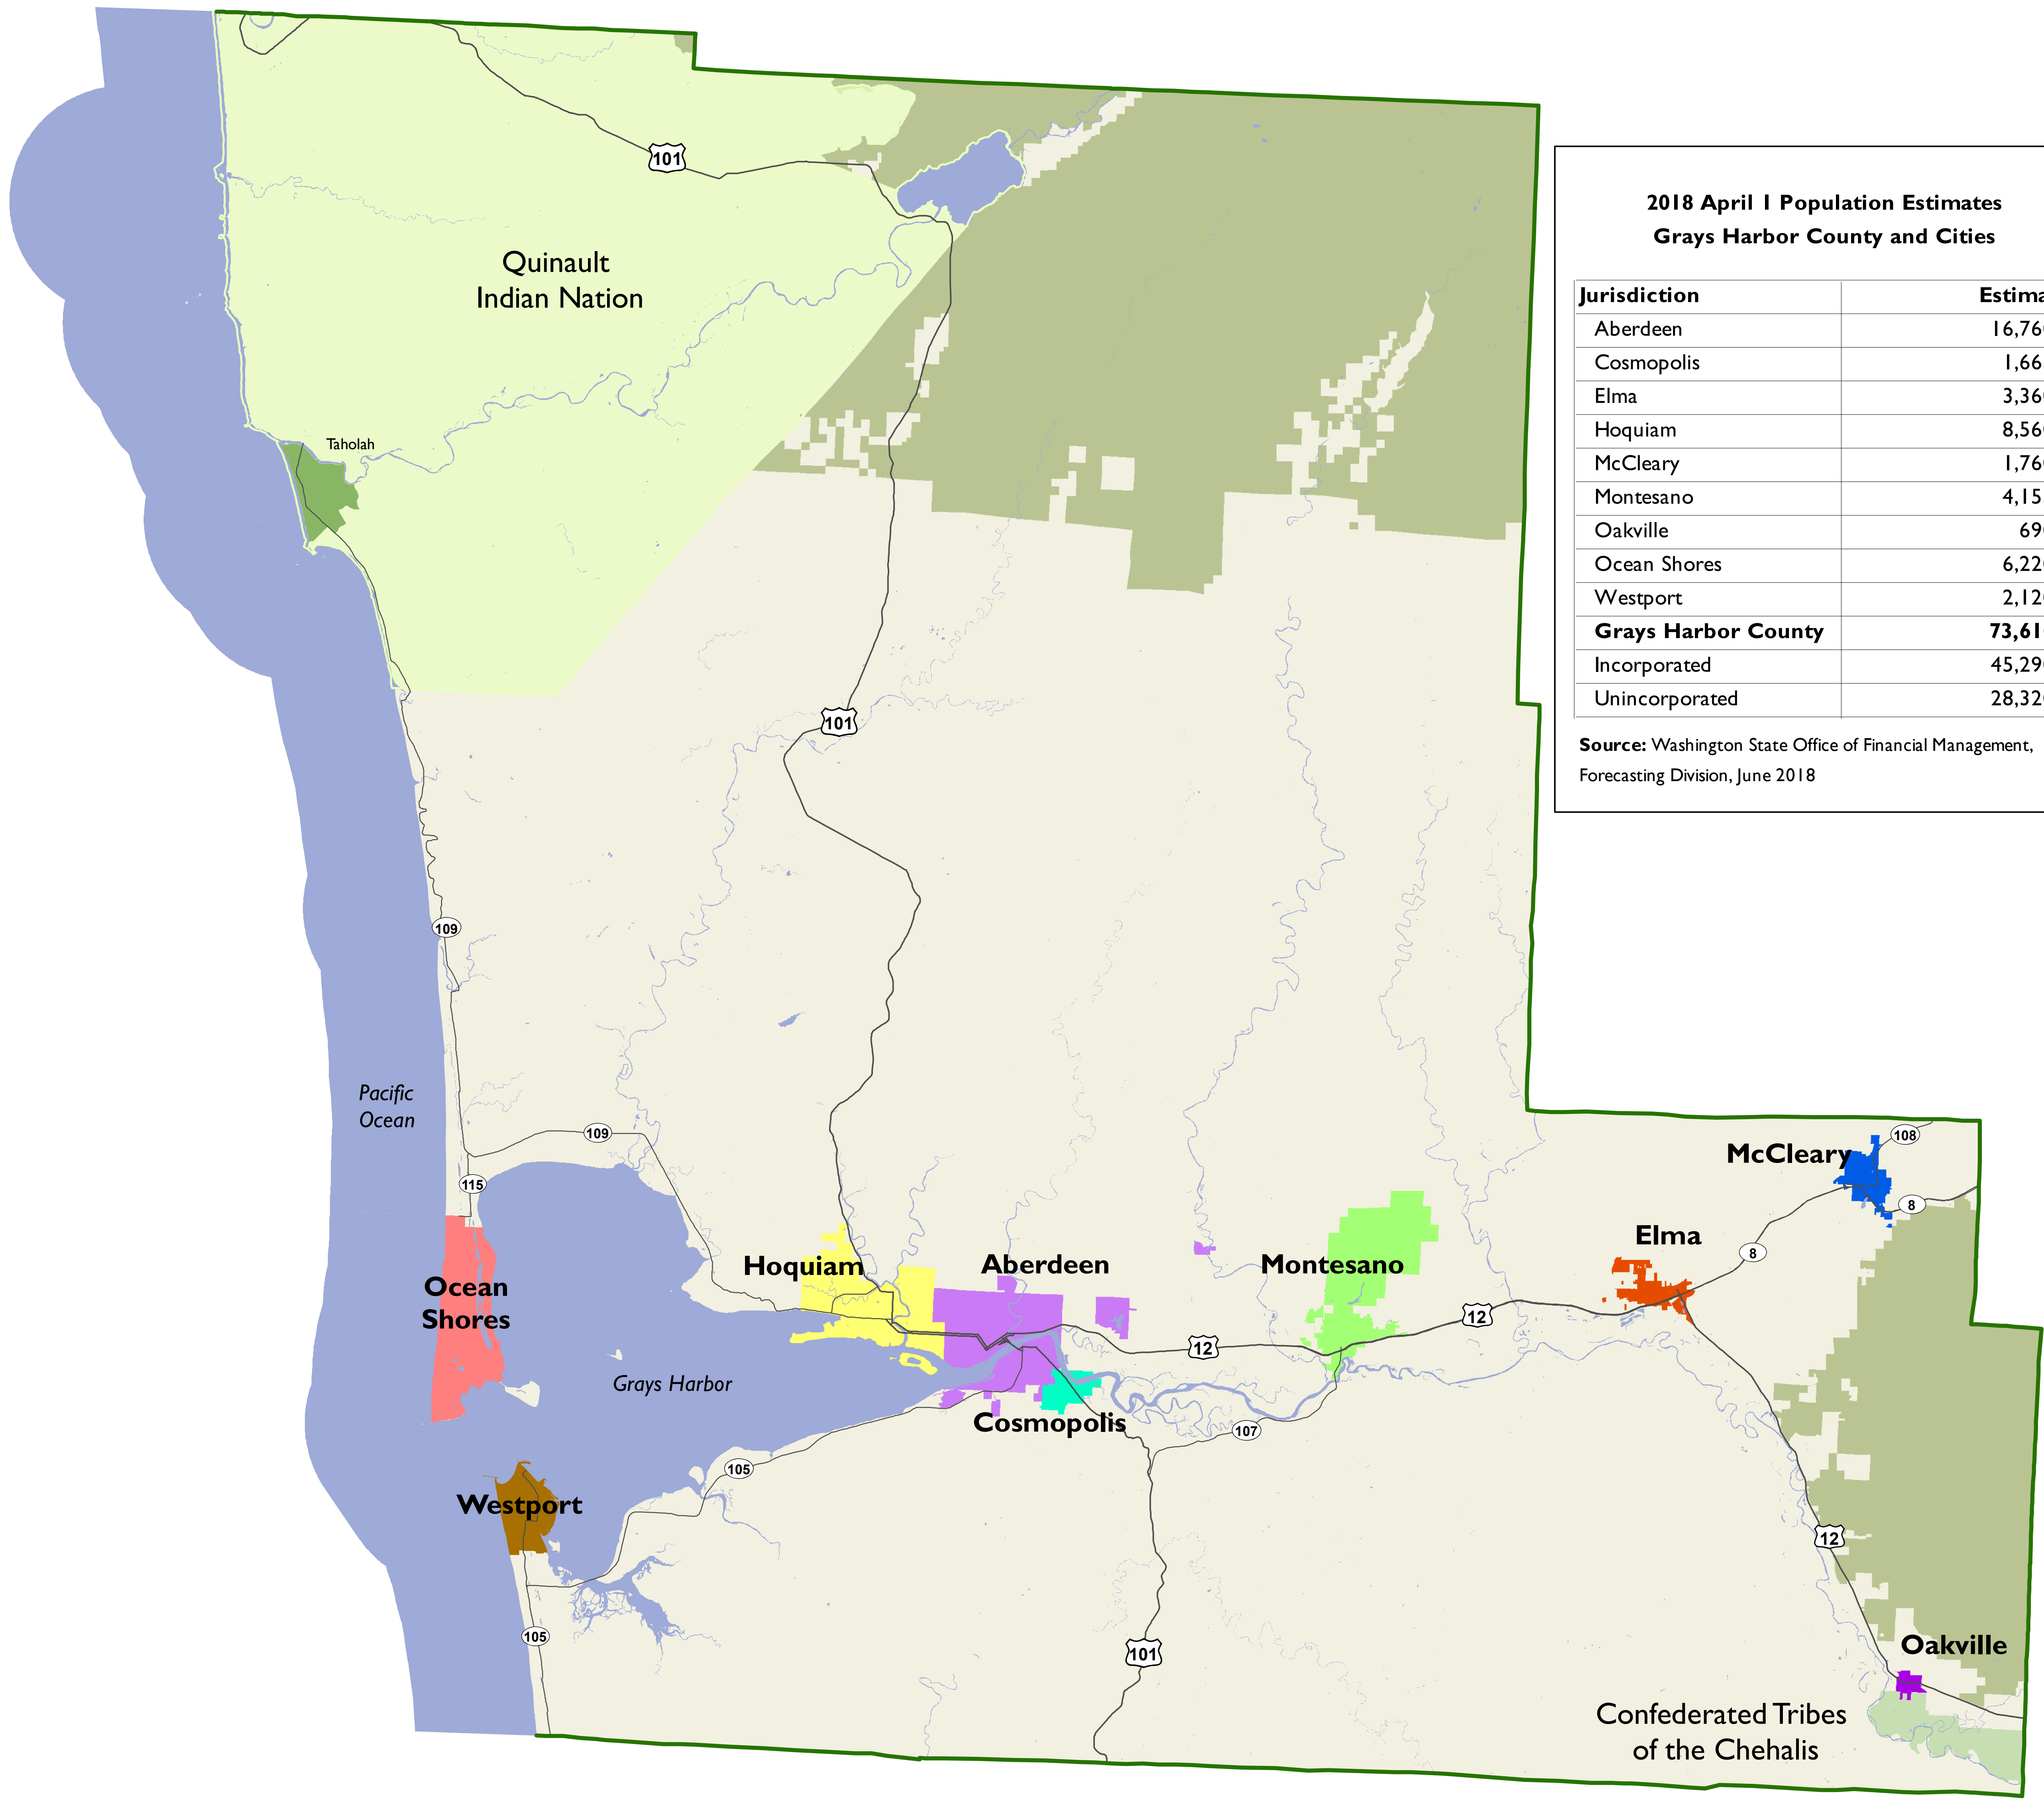 101
Quinault
Indian Nation
Taholah
2018 April 1 Population Estimates
Grays Harbor County and Cities
Jurisdiction
Aberdeen
Cosmopolis
Elma
Hoquiam
McCleary
Montesano
Oakville
Ocean Shores
Westport
Grays Harbor County
Incorporated
Unincorporated
Source: Washington State Office of Financial Management,
Forecasting Division, June 2018
101
109
Pacific
Ocean
109
108
McCleary
115
8
Elma
8
Hoquiam
Aberdeen
Montesano
Ocean
Shores
12
12
Grays Harbor
Cosmopolis
107
105
Westport
12
105
101
Oakville
Confederated Tribes
of the Chehalis